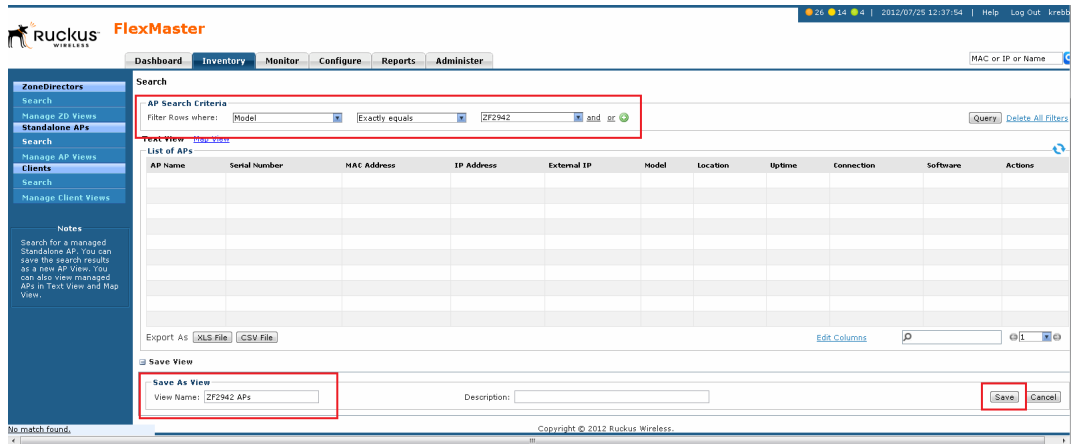 26 14 4 | 2012/07/25 12:37:54 | Help Log Out krebb
Ruckus WIRELESS FlexMaster
Dashboard Inventory Monitor Configure Reports Administer MAC or IP or Name
ZoneDirectors
Search
Manage ZD Views
Standalone APs
Search
Manage AP Views
Clients
Search
Manage Client Views
Notes
Search for a managed
Standalone AP. You can
save the search results
as a new AP View. You
can also view managed
APs in Text View and Map
View.
Search
AP Search Criteria
Filter Rows where: Model Exactly equals ZF2942 and or Query Delete All Filters
Text View Map View
List of APs
AP Name Serial Number MAC Address IP Address External IP Model Location Uptime Connection Software Actions
Export As XLS File CSV File Edit Columns 1
Save View
Save As View
View Name: ZF2942 APs Description: Save Cancel
No match found. Copyright © 2012 Ruckus Wireless.